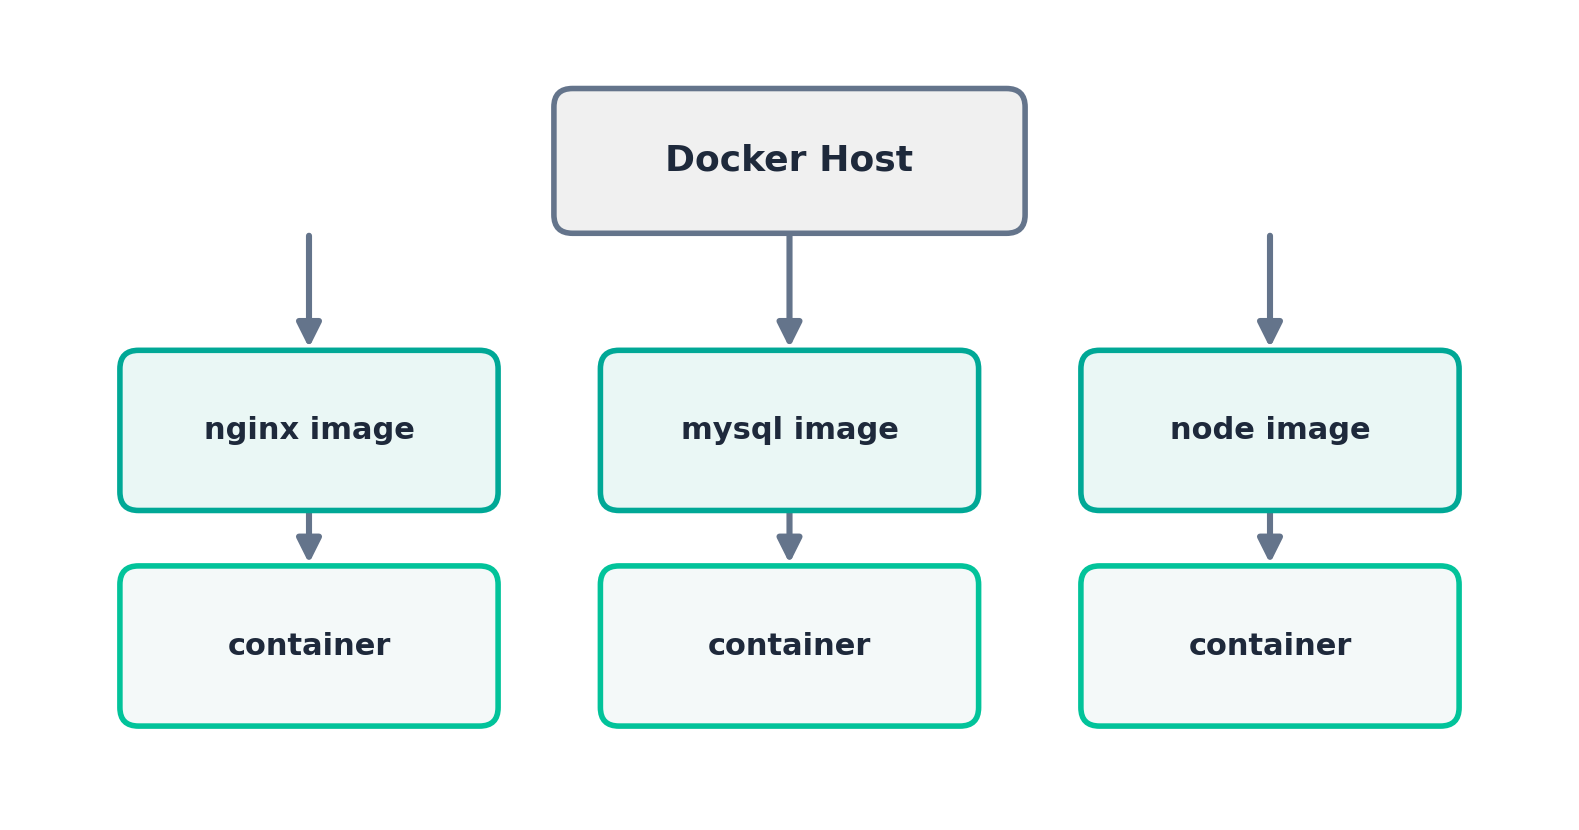 Docker Host
nginx image
mysql image
node image
container
container
container